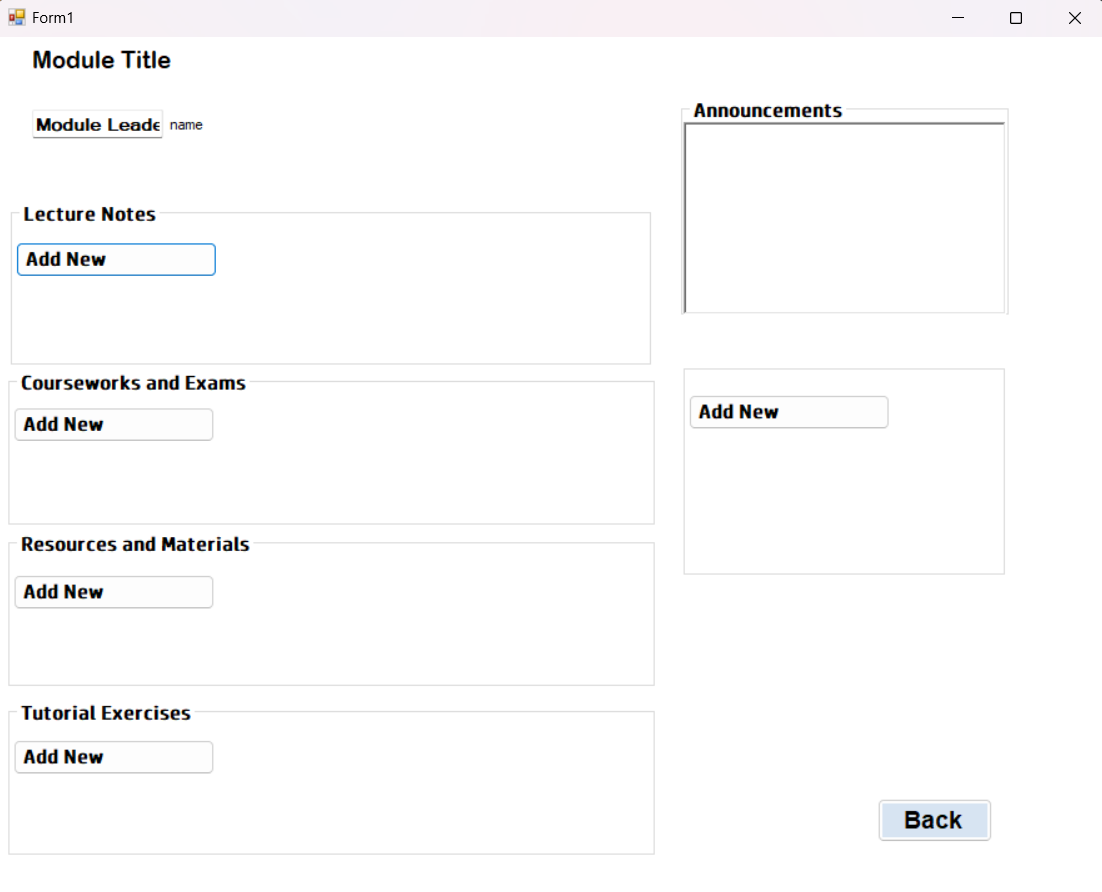 Form1
Module Title
Module Leade
name
Announcements
Lecture Notes
Add New
Courseworks and Exams
Add New
Add New
Resources and Materials
Add New
Tutorial Exercises
Add New
Back